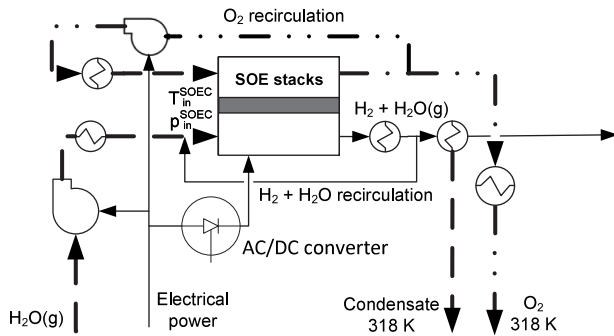 O₂ recirculation
SOE stacks
T_in^SOEC
p_in^SOEC
H₂ + H₂O(g)
H₂ + H₂O recirculation
AC/DC converter
H₂O(g)
Electrical
power
Condensate
318 K
O₂
318 K